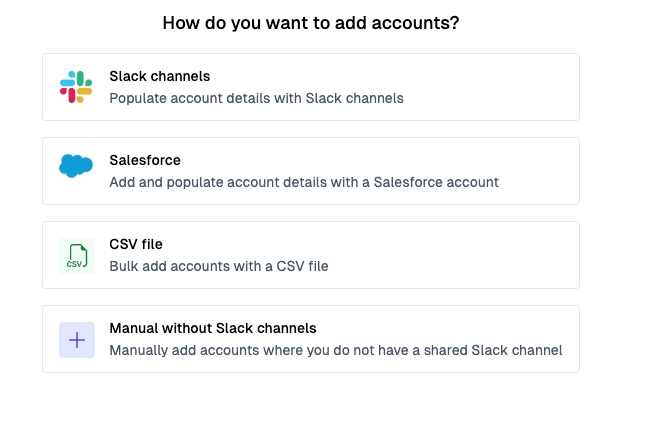 How do you want to add accounts?
Slack channels
Populate account details with Slack channels
Salesforce
Add and populate account details with a Salesforce account
CSV file
CSV
Bulk add accounts with a CSV file
Manual without Slack channels
Manually add accounts where you do not have a shared Slack channel